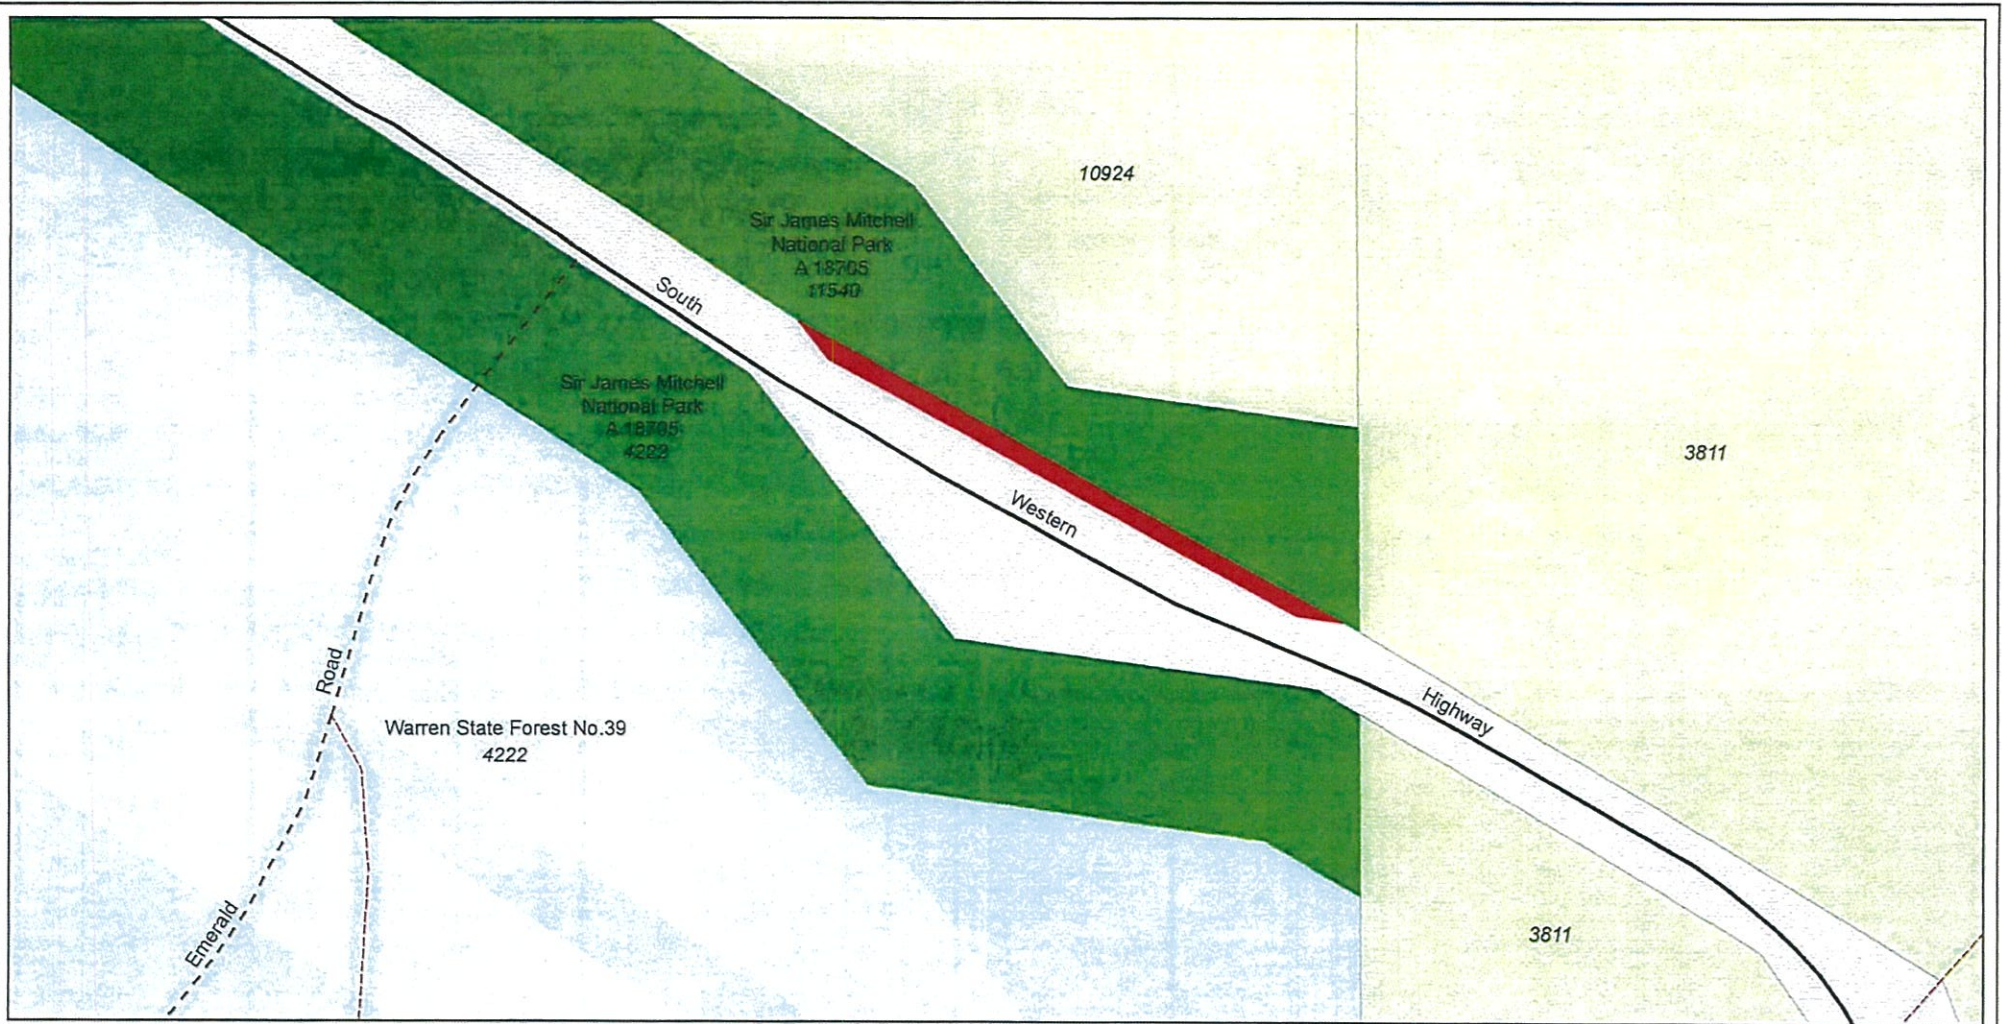 10924
Sir James Mitchell
National Park
A 18705
11540
South
Sir James Mitchell
National Park
A 18705
4223
3811
Western
Road
Highway
Warren State Forest No.39
4222
Emerald
3811